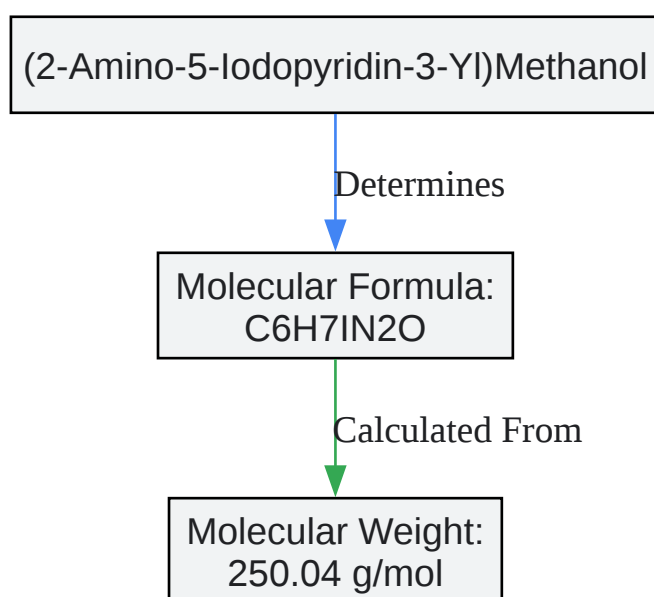 (2-Amino-5-Iodopyridin-3-Yl)Methanol
Determines
Molecular Formula:
C6H7IN2O
Calculated From
Molecular Weight:
250.04 g/mol